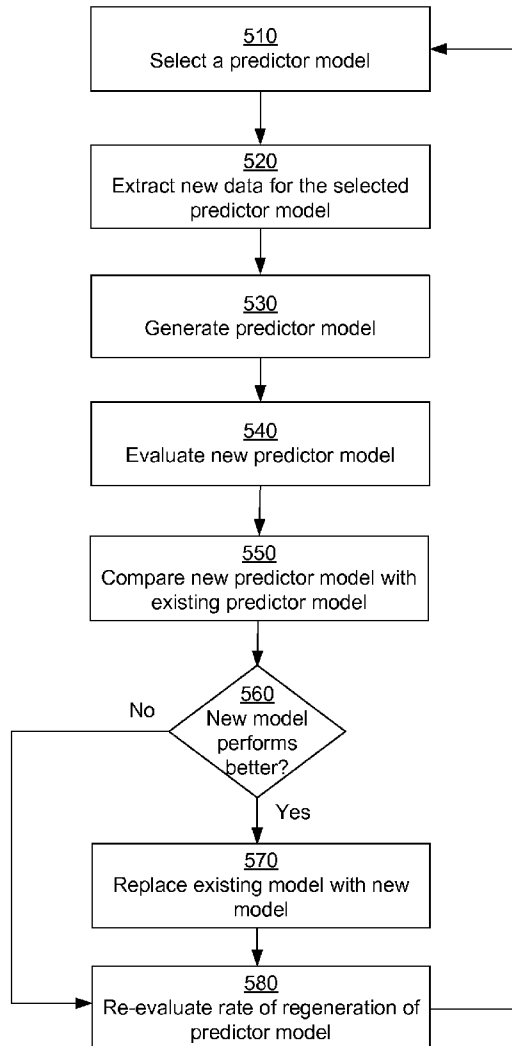 510
Select a predictor model
520
Extract new data for the selected
predictor model
530
Generate predictor model
540
Evaluate new predictor model
550
Compare new predictor model with
existing predictor model
560
New model
performs
better?
No
Yes
570
Replace existing model with new
model
580
Re-evaluate rate of regeneration of
predictor model